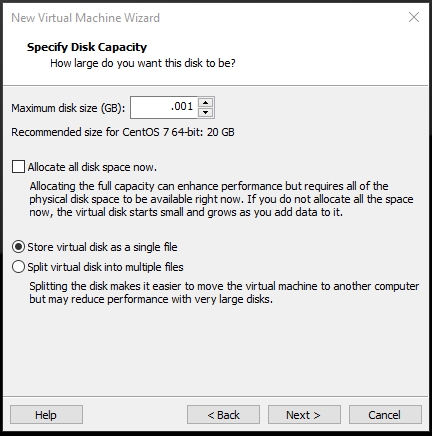 New Virtual Machine Wizard
Specify Disk Capacity
How large do you want this disk to be?
Maximum disk size (GB): .001
Recommended size for CentOS 7 64-bit: 20 GB
Allocate all disk space now.
Allocating the full capacity can enhance performance but requires all of the
physical disk space to be available right now. If you do not allocate all the space
now, the virtual disk starts small and grows as you add data to it.
Store virtual disk as a single file
Split virtual disk into multiple files
Splitting the disk makes it easier to move the virtual machine to another computer
but may reduce performance with very large disks.
Help < Back Next > Cancel